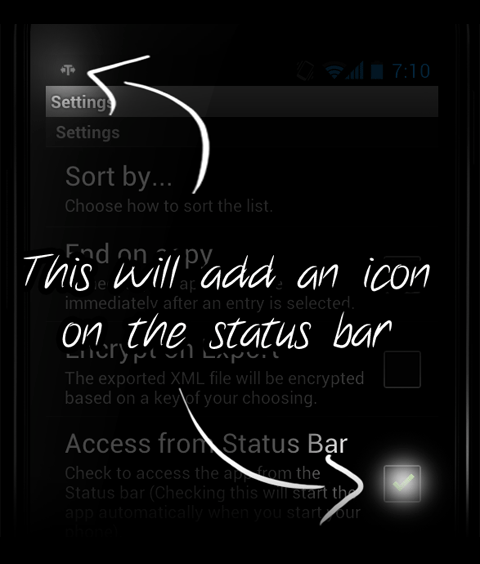 7:10
Settings
Settings
Sort by...
Choose how to sort the list.
End on copy
This will add an icon
immediately after an entry is selected.
on the status bar
Encrypt on Export
The exported XML file will be encrypted
based on a key of your choosing.
Access from Status Bar
Check to access the app from the
Status bar (Checking this will start the
app automatically when you start your
phone)